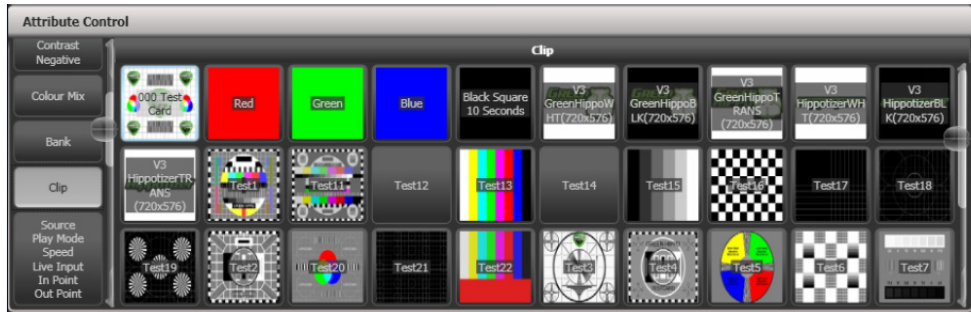 Attribute Control
Contrast
Negative
Colour Mix
Bank
Clip
Source
Play Mode
Speed
Live Input
In Point
Out Point
Clip
000 Test
Card
Red
Green
Blue
Black Square
10 Seconds
V3
GreenHippoW
HT(720x576)
V3
GreenHippoB
LK(720x576)
V3
GreenHippoT
RANS
(720x576)
V3
HippotizerWH
T(720x576)
V3
HippotizerBL
K(720x576)
V3
HippotizerTR
ANS
(720x576)
Test1
Test11
Test12
Test13
Test14
Test15
Test16
Test17
Test18
Test19
Test2
Test20
Test21
Test22
Test3
Test4
Test5
Test6
Test7